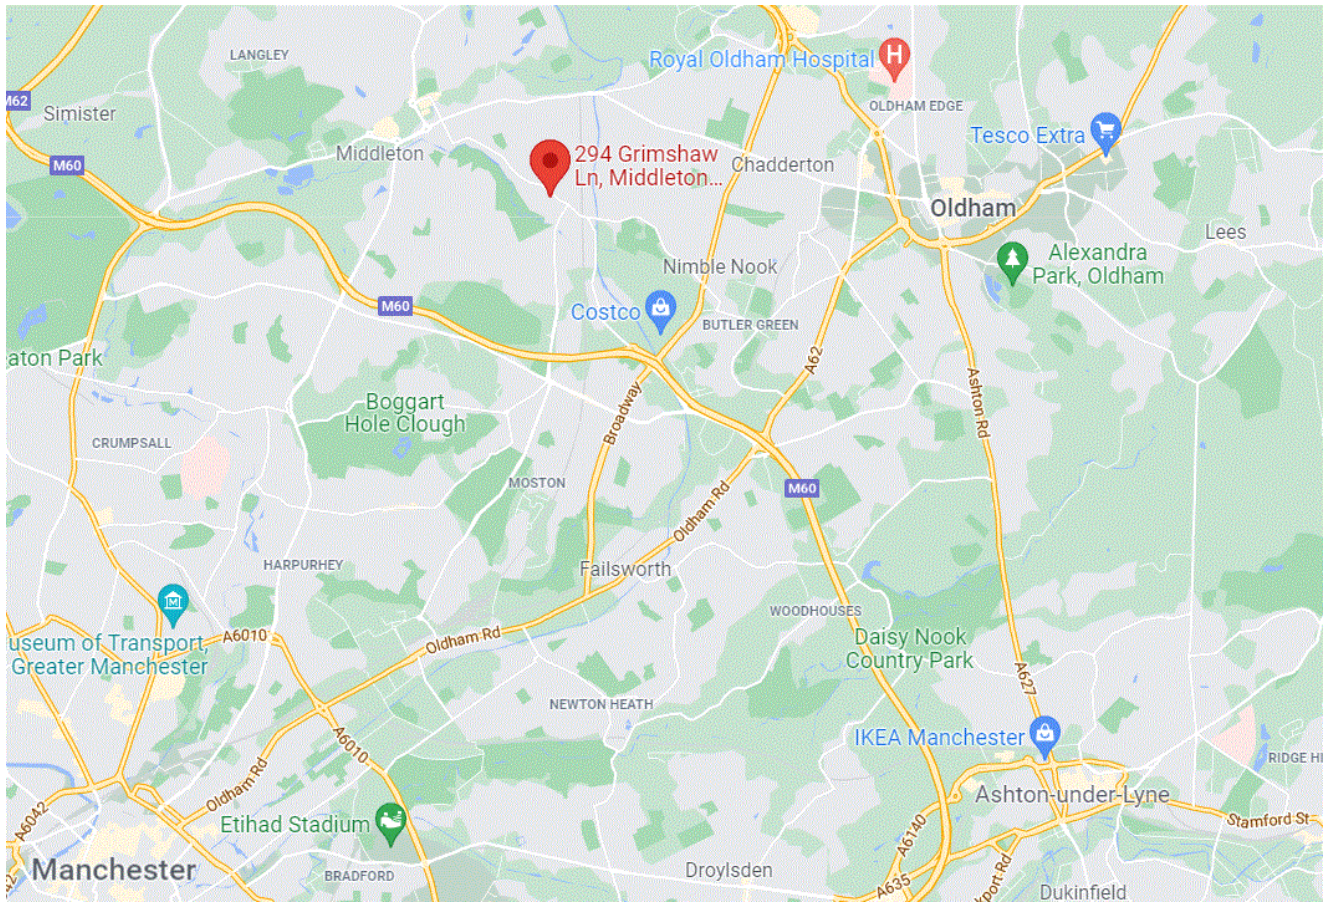 LANGLEY
Royal Oldham Hospital
H
M62
Simister
OLDHAM EDGE
Tesco Extra
Middleton
M60
294 Grimshaw
Ln, Middleton...
Chadderton
Oldham
Lees
Alexandra
Park, Oldham
Nimble Nook
M60
Costco
BUTLER GREEN
eaton Park
A62
Ashton Rd
Boggart
Hole Clough
Broadway
CRUMPSALL
MOSTON
M60
Oldham Rd
HARPURHEY
Failsworth
WOODHOUSES
useum of Transport,
Greater Manchester
A6010
Oldham Rd
Daisy Nook
Country Park
A627
NEWTON HEATH
A6010
IKEA Manchester
RIDGE HI
Oldham Rd
Ashton-under-Lyne
A6042
Etihad Stadium
A6140
Stamford St
Manchester
BRADFORD
Droylsden
A635
kport Rd
Dukinfield
42